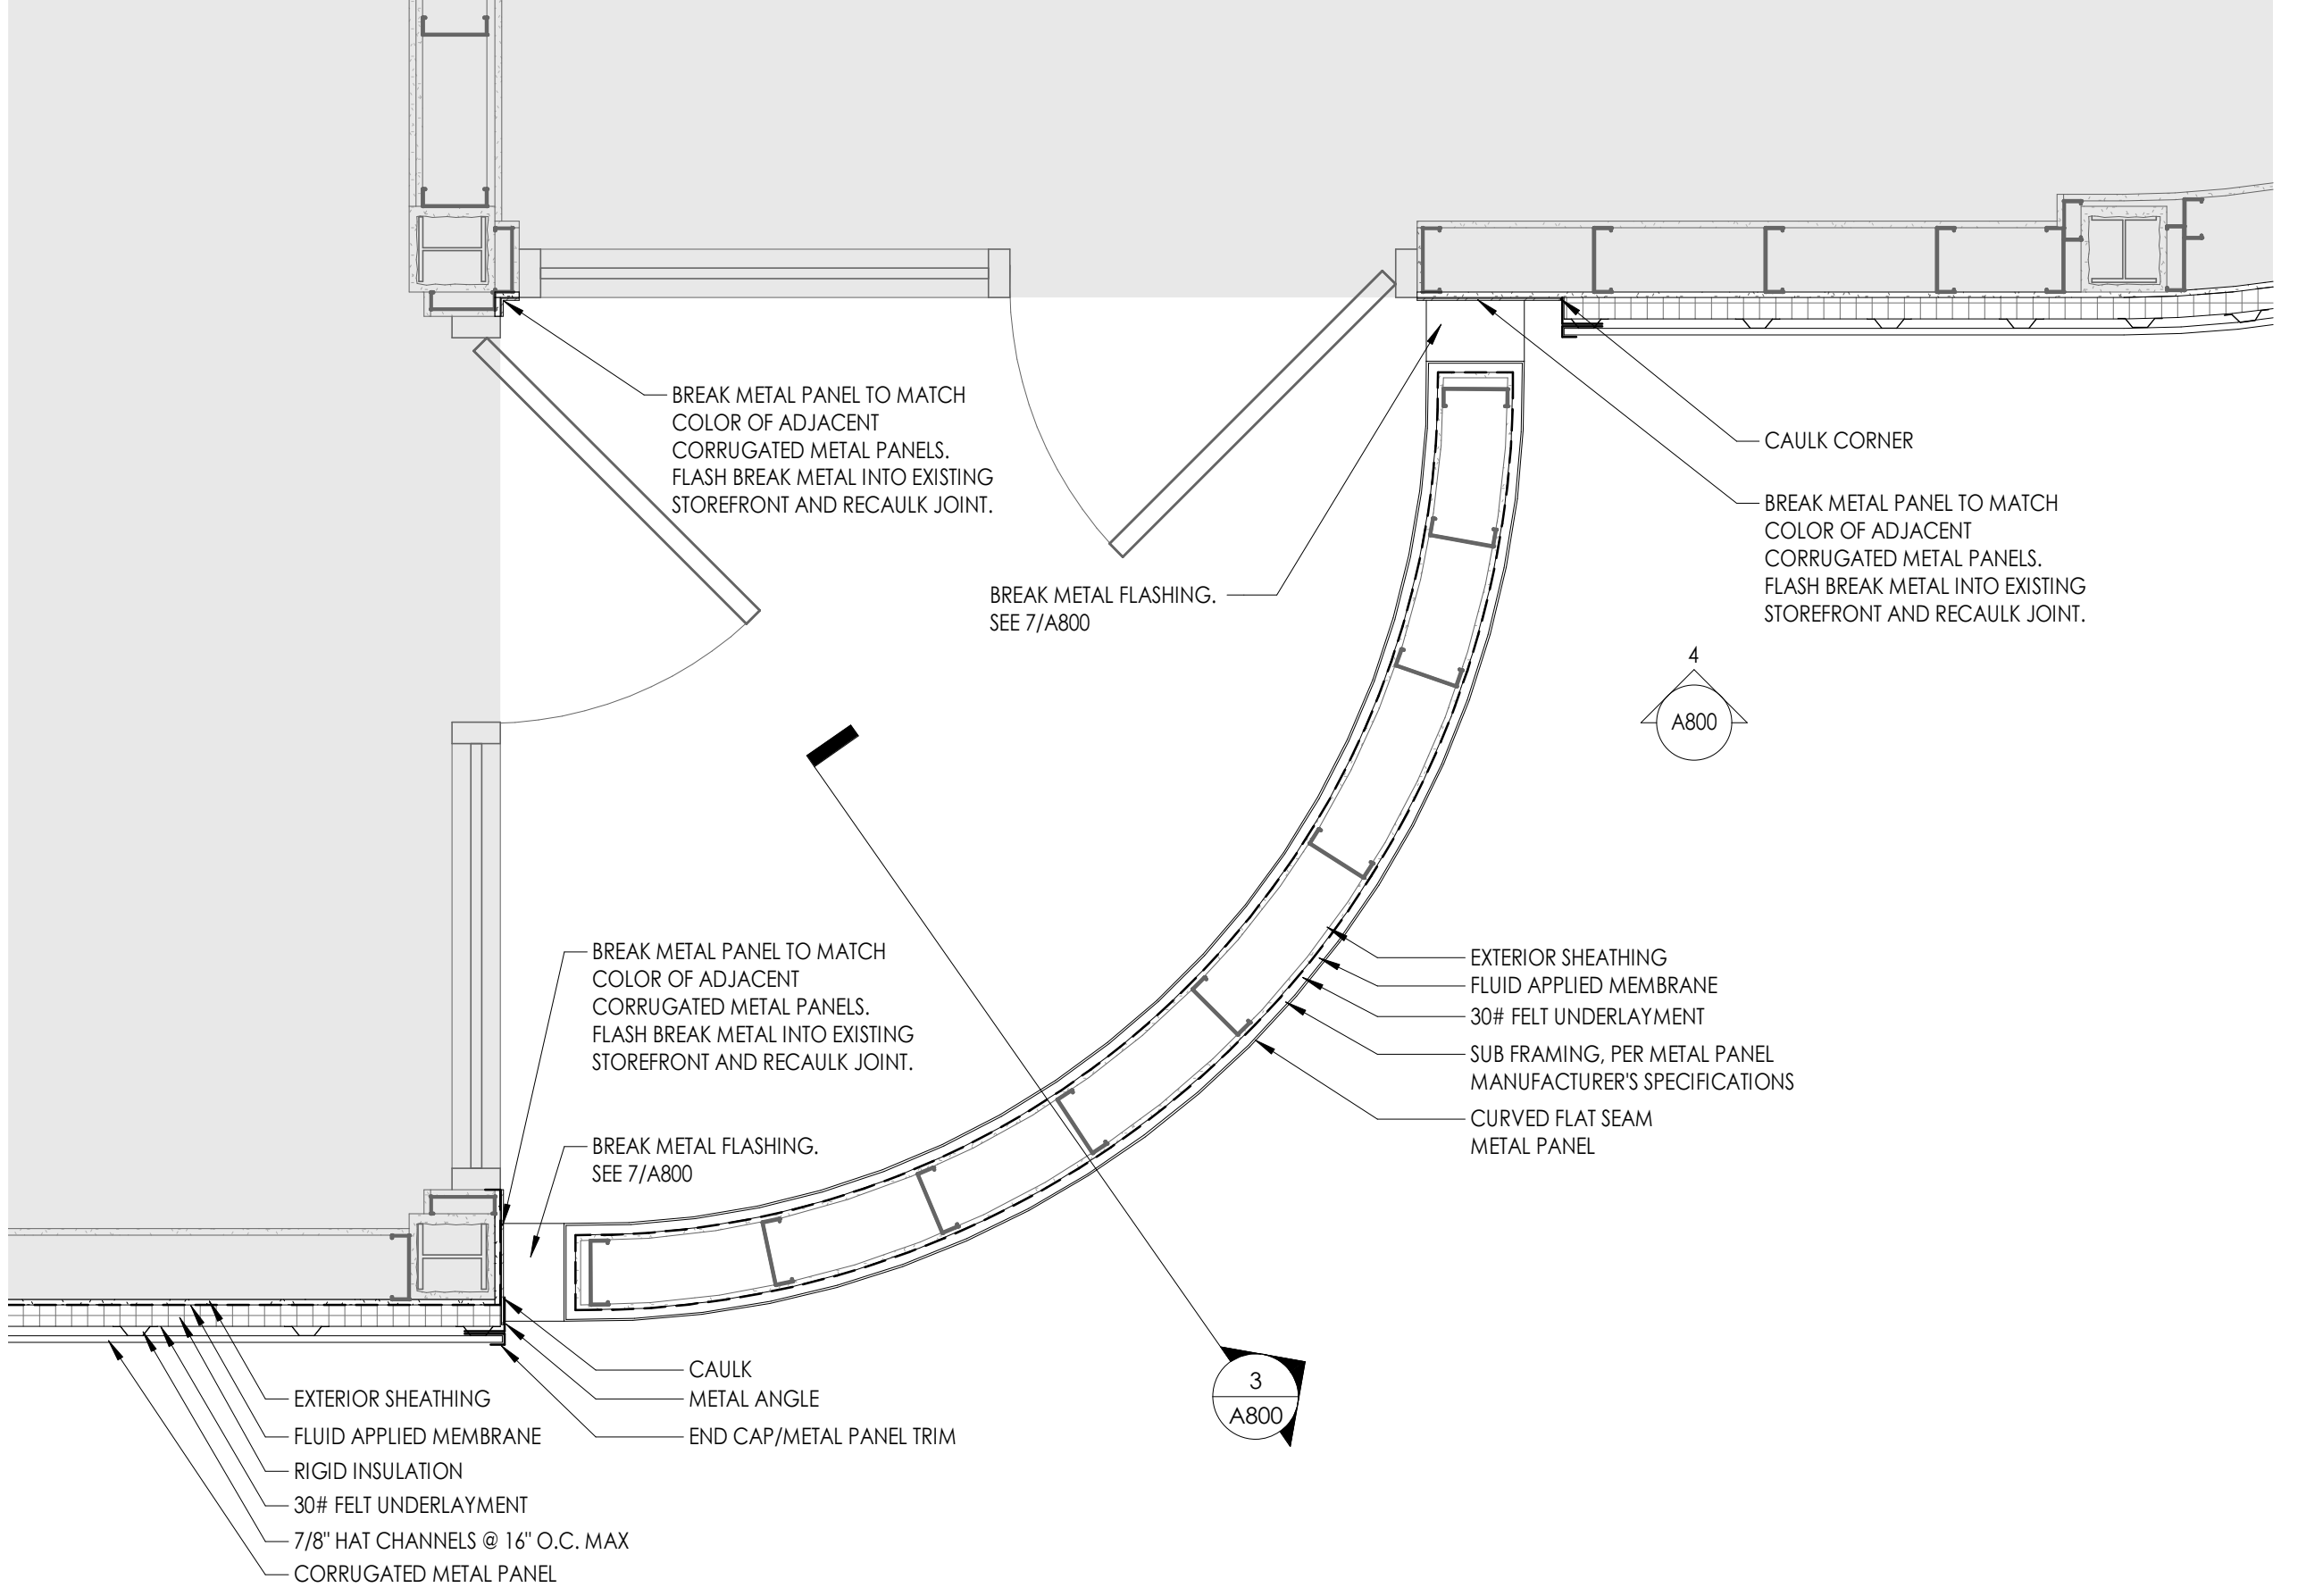 BREAK METAL PANEL TO MATCH
COLOR OF ADJACENT
CORRUGATED METAL PANELS.
FLASH BREAK METAL INTO EXISTING
STOREFRONT AND RECAULK JOINT.
CAULK CORNER
BREAK METAL PANEL TO MATCH
COLOR OF ADJACENT
CORRUGATED METAL PANELS.
FLASH BREAK METAL INTO EXISTING
STOREFRONT AND RECAULK JOINT.
BREAK METAL FLASHING.
SEE 7/A800
4
A800
BREAK METAL PANEL TO MATCH
COLOR OF ADJACENT
CORRUGATED METAL PANELS.
FLASH BREAK METAL INTO EXISTING
STOREFRONT AND RECAULK JOINT.
EXTERIOR SHEATHING
FLUID APPLIED MEMBRANE
30# FELT UNDERLAYMENT
SUB FRAMING, PER METAL PANEL
MANUFACTURER'S SPECIFICATIONS
CURVED FLAT SEAM
METAL PANEL
BREAK METAL FLASHING.
SEE 7/A800
CAULK
METAL ANGLE
END CAP/METAL PANEL TRIM
3
A800
EXTERIOR SHEATHING
FLUID APPLIED MEMBRANE
RIGID INSULATION
30# FELT UNDERLAYMENT
7/8" HAT CHANNELS @ 16" O.C. MAX
CORRUGATED METAL PANEL